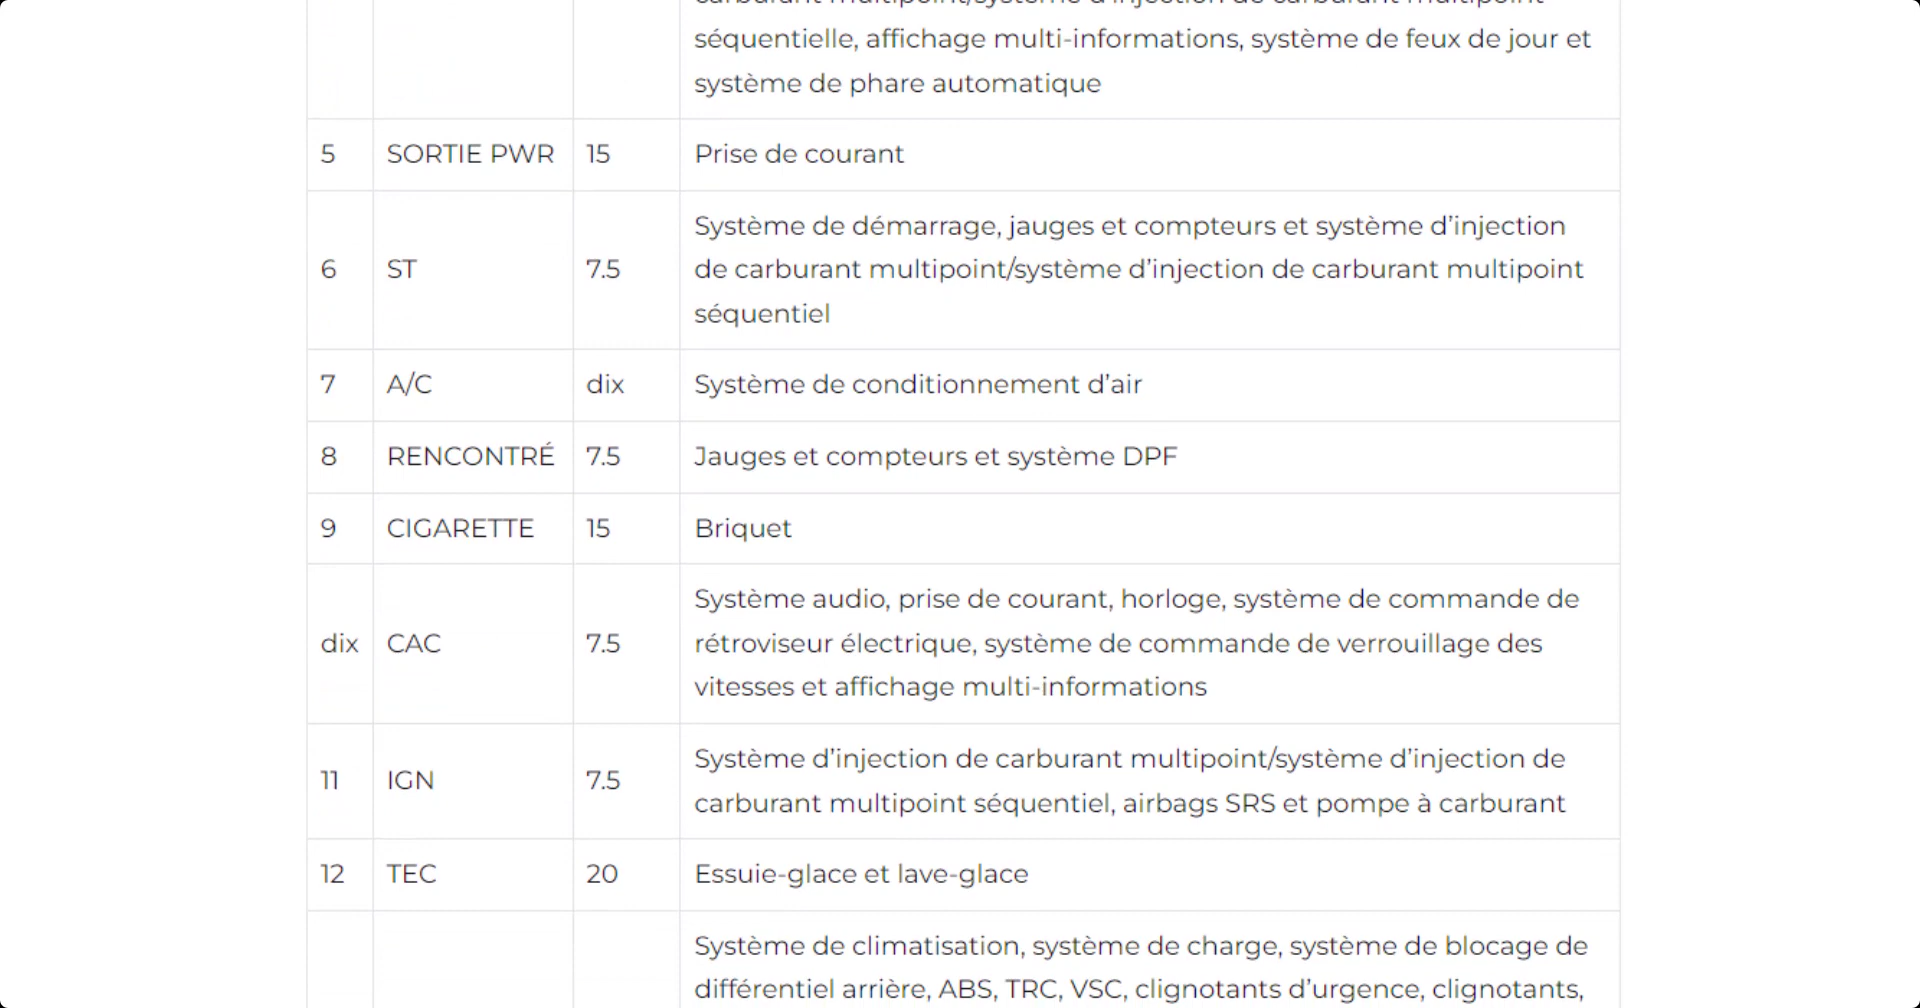 carburant multipoint/système d'injection de carburant multipoint
séquentielle, affichage multi-informations, système de feux de jour et
système de phare automatique
5 SORTIE PWR 15 Prise de courant
Système de démarrage, jauges et compteurs et système d’injection
6 ST 7.5 de carburant multipoint/système d’injection de carburant multipoint
séquentiel
7 A/C dix Système de conditionnement d’air
8 RENCONTRÉ 7.5 Jauges et compteurs et système DPF
9 CIGARETTE 15 Briquet
Système audio, prise de courant, horloge, système de commande de
dix CAC 7.5 rétroviseur électrique, système de commande de verrouillage des
vitesses et affichage multi-informations
Système d’injection de carburant multipoint/système d’injection de
11 IGN 7.5
carburant multipoint séquentiel, airbags SRS et pompe à carburant
12 TEC 20 Essuie-glace et lave-glace
Système de climatisation, système de charge, système de blocage de
différentiel arrière, ABS, TRC, VSC, clignotants d’urgence, clignotants,